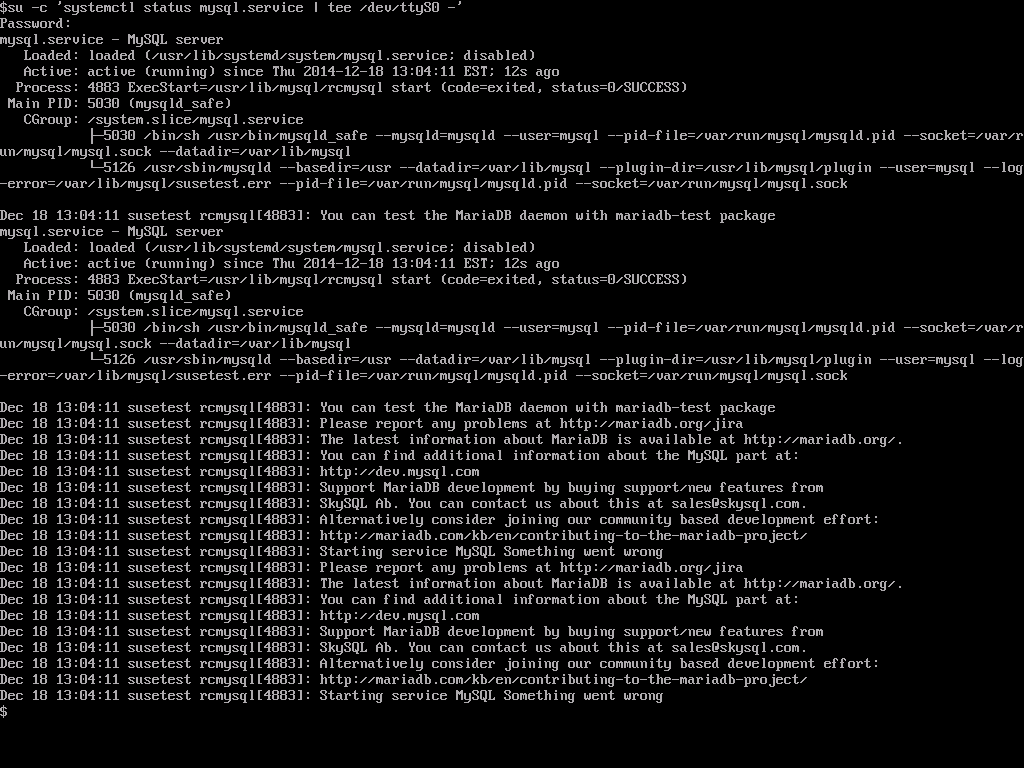 $su -c 'systemctl status mysql.service | tee /dev/ttyS0 -'
Password:
mysql.service - MySQL server
   Loaded: loaded (/usr/lib/systemd/system/mysql.service; disabled)
   Active: active (running) since Thu 2014-12-18 13:04:11 EST; 12s ago
  Process: 4883 ExecStart=/usr/lib/mysql/rcmysql start (code=exited, status=0/SUCCESS)
 Main PID: 5030 (mysqld_safe)
   CGroup: /system.slice/mysql.service
           ├─5030 /bin/sh /usr/bin/mysqld_safe --mysqld=mysqld --user=mysql --pid-file=/var/run/mysql/mysqld.pid --socket=/var/r
un/mysql/mysql.sock --datadir=/var/lib/mysql
           └─5126 /usr/sbin/mysqld --basedir=/usr --datadir=/var/lib/mysql --plugin-dir=/usr/lib/mysql/plugin --user=mysql --log
-error=/var/lib/mysql/susetest.err --pid-file=/var/run/mysql/mysqld.pid --socket=/var/run/mysql/mysql.sock

Dec 18 13:04:11 susetest rcmysql[4883]: You can test the MariaDB daemon with mariadb-test package
mysql.service - MySQL server
   Loaded: loaded (/usr/lib/systemd/system/mysql.service; disabled)
   Active: active (running) since Thu 2014-12-18 13:04:11 EST; 12s ago
  Process: 4883 ExecStart=/usr/lib/mysql/rcmysql start (code=exited, status=0/SUCCESS)
 Main PID: 5030 (mysqld_safe)
   CGroup: /system.slice/mysql.service
           ├─5030 /bin/sh /usr/bin/mysqld_safe --mysqld=mysqld --user=mysql --pid-file=/var/run/mysql/mysqld.pid --socket=/var/r
un/mysql/mysql.sock --datadir=/var/lib/mysql
           └─5126 /usr/sbin/mysqld --basedir=/usr --datadir=/var/lib/mysql --plugin-dir=/usr/lib/mysql/plugin --user=mysql --log
-error=/var/lib/mysql/susetest.err --pid-file=/var/run/mysql/mysqld.pid --socket=/var/run/mysql/mysql.sock

Dec 18 13:04:11 susetest rcmysql[4883]: You can test the MariaDB daemon with mariadb-test package
Dec 18 13:04:11 susetest rcmysql[4883]: Please report any problems at http://mariadb.org/jira
Dec 18 13:04:11 susetest rcmysql[4883]: The latest information about MariaDB is available at http://mariadb.org/.
Dec 18 13:04:11 susetest rcmysql[4883]: You can find additional information about the MySQL part at:
Dec 18 13:04:11 susetest rcmysql[4883]: http://dev.mysql.com
Dec 18 13:04:11 susetest rcmysql[4883]: Support MariaDB development by buying support/new features from
Dec 18 13:04:11 susetest rcmysql[4883]: SkySQL Ab. You can contact us about this at sales@skysql.com.
Dec 18 13:04:11 susetest rcmysql[4883]: Alternatively consider joining our community based development effort:
Dec 18 13:04:11 susetest rcmysql[4883]: http://mariadb.com/kb/en/contributing-to-the-mariadb-project/
Dec 18 13:04:11 susetest rcmysql[4883]: Starting service MySQL Something went wrong
Dec 18 13:04:11 susetest rcmysql[4883]: Please report any problems at http://mariadb.org/jira
Dec 18 13:04:11 susetest rcmysql[4883]: The latest information about MariaDB is available at http://mariadb.org/.
Dec 18 13:04:11 susetest rcmysql[4883]: You can find additional information about the MySQL part at:
Dec 18 13:04:11 susetest rcmysql[4883]: http://dev.mysql.com
Dec 18 13:04:11 susetest rcmysql[4883]: Support MariaDB development by buying support/new features from
Dec 18 13:04:11 susetest rcmysql[4883]: SkySQL Ab. You can contact us about this at sales@skysql.com.
Dec 18 13:04:11 susetest rcmysql[4883]: Alternatively consider joining our community based development effort:
Dec 18 13:04:11 susetest rcmysql[4883]: http://mariadb.com/kb/en/contributing-to-the-mariadb-project/
Dec 18 13:04:11 susetest rcmysql[4883]: Starting service MySQL Something went wrong
$